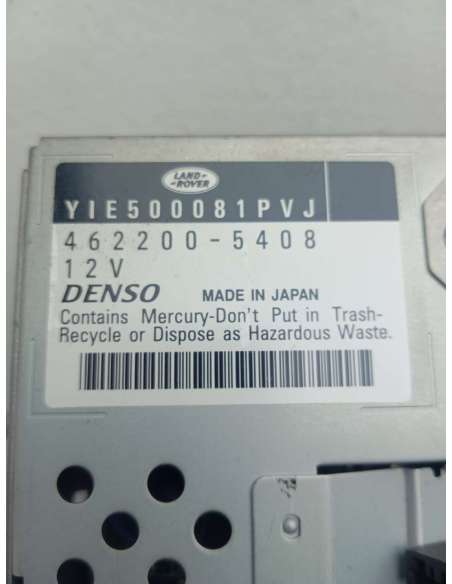 LAND-
-ROVER
YIE500081PVJ
462200-5408
12V
DENSO MADE IN JAPAN
Contains Mercury-Don't Put in Trash-
Recycle or Dispose as Hazardous Waste.